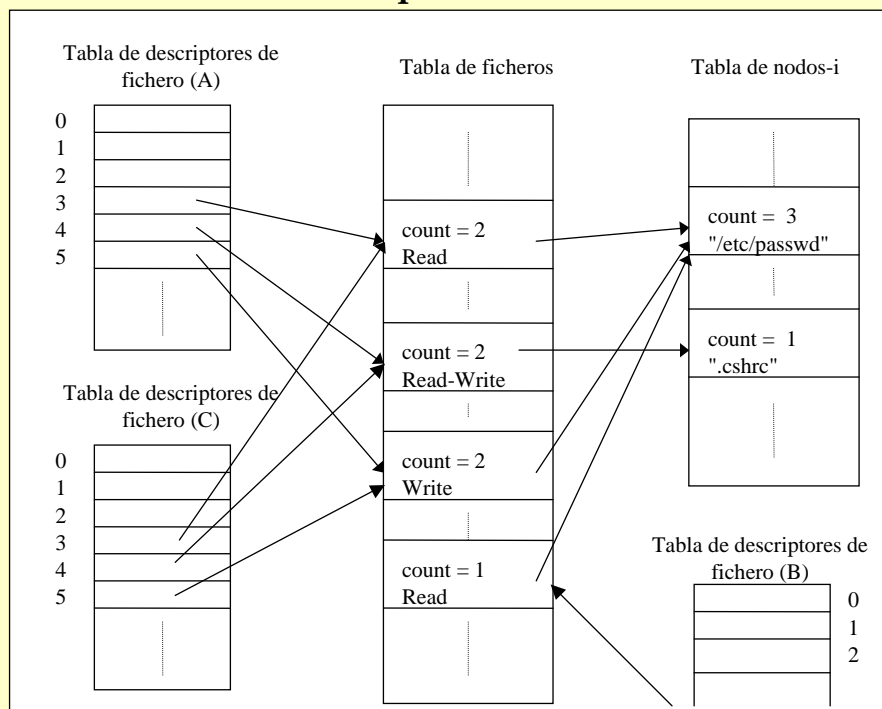 Tabla de descriptores de
fichero (A)
0
1
2
3
4
5
Tabla de ficheros
count = 2
Read
count = 2
Read-Write
count = 2
Write
count = 1
Read
Tabla de nodos-i
count = 3
"/etc/passwd"
count = 1
".cshrc"
Tabla de descriptores de
fichero (C)
0
1
2
3
4
5
Tabla de descriptores de
fichero (B)
0
1
2